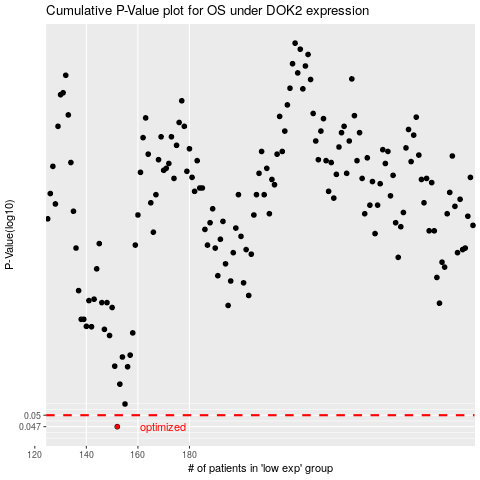 Cumulative P-Value plot for OS under DOK2 expression
P-Value(log10)
0.05
0.047
optimized
120 140 160 180
# of patients in 'low exp' group